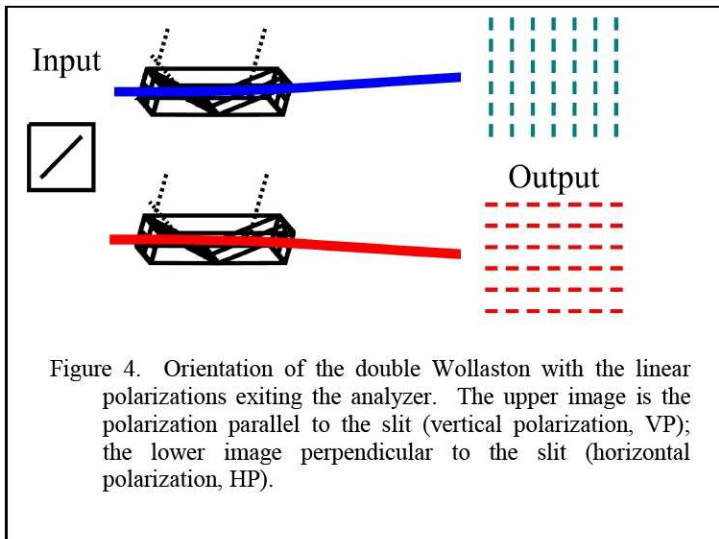 Input
Output
Figure 4. Orientation of the double Wollaston with the linear
polarizations exiting the analyzer. The upper image is the
polarization parallel to the slit (vertical polarization, VP);
the lower image perpendicular to the slit (horizontal
polarization, HP).